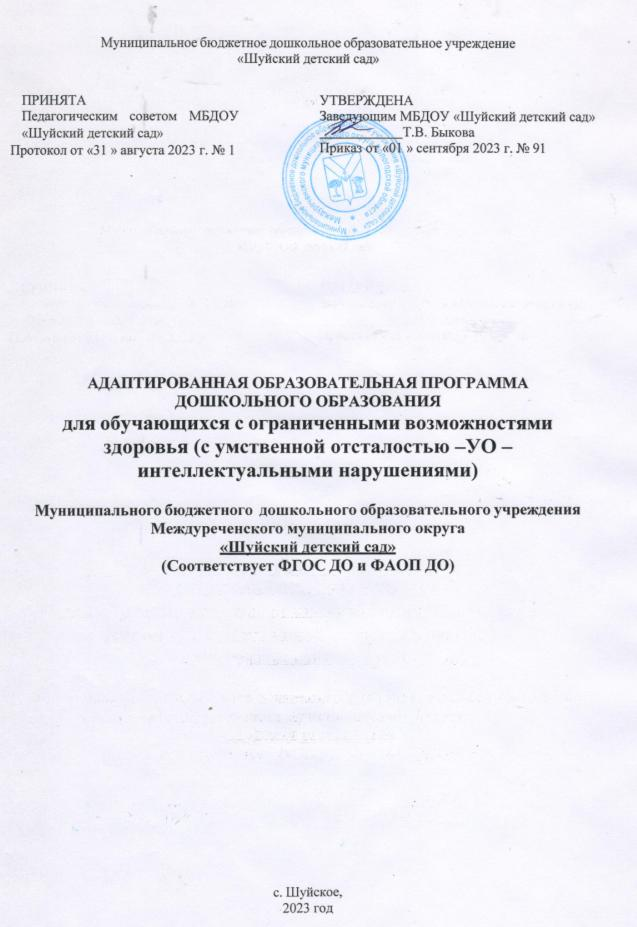 Муниципальное бюджетное дошкольное образовательное учреждение
«Шуйский детский сад»
ПРИНЯТА
Педагогическим советом МБДОУ
«Шуйский детский сад»
Протокол от «31 » августа 2023 г. № 1
УТВЕРЖДЕНА
Заведующим МБДОУ «Шуйский детский сад»
____________Т.В. Быкова
Приказ от «01 » сентября 2023 г. № 91
АДАПТИРОВАННАЯ ОБРАЗОВАТЕЛЬНАЯ ПРОГРАММА
ДОШКОЛЬНОГО ОБРАЗОВАНИЯ
для обучающихся с ограниченными возможностями
здоровья (с умственной отсталостью –УО –
интеллектуальными нарушениями)
Муниципального бюджетного дошкольного образовательного учреждения
Междуреченского муниципального округа
«Шуйский детский сад»
(Соответствует ФГОС ДО и ФАОП ДО)
с. Шуйское,
2023 год